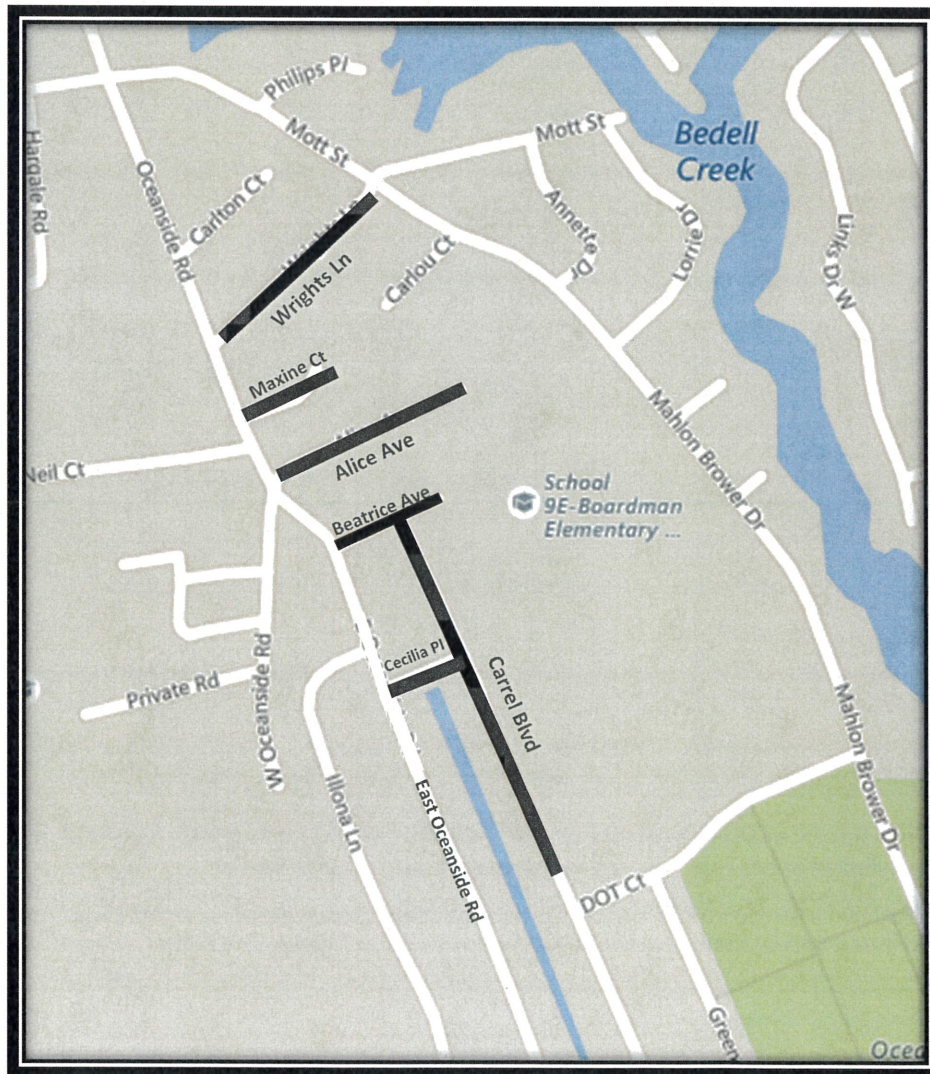 Philips Pl
Mott St
Mott St
Bedell
Creek
Hargale Rd
Oceanside Rd
Carlton Ct
Annette Dr
Lorrie Dr
Links Dr W
Wrights Ln
Carlou Ct
Maxine Ct
Alice Ave
Mahlon Brower Dr
Neil Ct
School
9E-Boardman
Elementary ...
Beatrice Ave
Cecilia Pl
Carrel Blvd
Private Rd
W Oceanside Rd
Mahlon Brower Dr
Illona Ln
East Oceanside Rd
DOT Ct
Green
Ocea